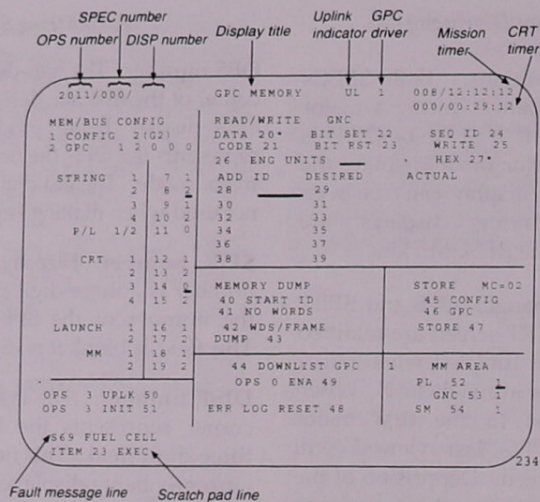 SPEC number
OPS number
DISP number
Display title
Uplink indicator
GPC driver
Mission timer
CRT timer
2011/000/ GPC MEMORY UL 1 008/12:12:12
000/00:29:12
MEM/BUS CONFIG READ/WRITE GNC
1 CONFIG 2(G2) DATA 20* BIT SET 22 SEQ ID 24
2 GPC 1 2 0 0 0 CODE 21 BIT RST 23 WRITE 25
26 ENG UNITS HEX 27*
STRING 1 7 1 ADD ID DESIRED ACTUAL
2 8 2 28 29
3 9 1 30 31
4 10 2 32 33
P/L 1/2 11 0 34 35
36 37
CRT 1 12 1 38 39
2 13 2
3 14 0 MEMORY DUMP STORE MC=02
4 15 2 40 START ID 45 CONFIG
41 NO WORDS 46 GPC
LAUNCH 1 16 1 42 WDS/FRAME STORE 47
2 17 2 DUMP 43
MM 1 18 1
2 19 2 44 DOWNLIST GPC 1 MM AREA
OPS 0 ENA 49 PL 52 1
OPS 3 UPLK 50 GNC 53 1
OPS 3 INIT 51 ERR LOG RESET 48 SM 54 1
S69 FUEL CELL
ITEM 23 EXEC
234
Fault message line
Scratch pad line